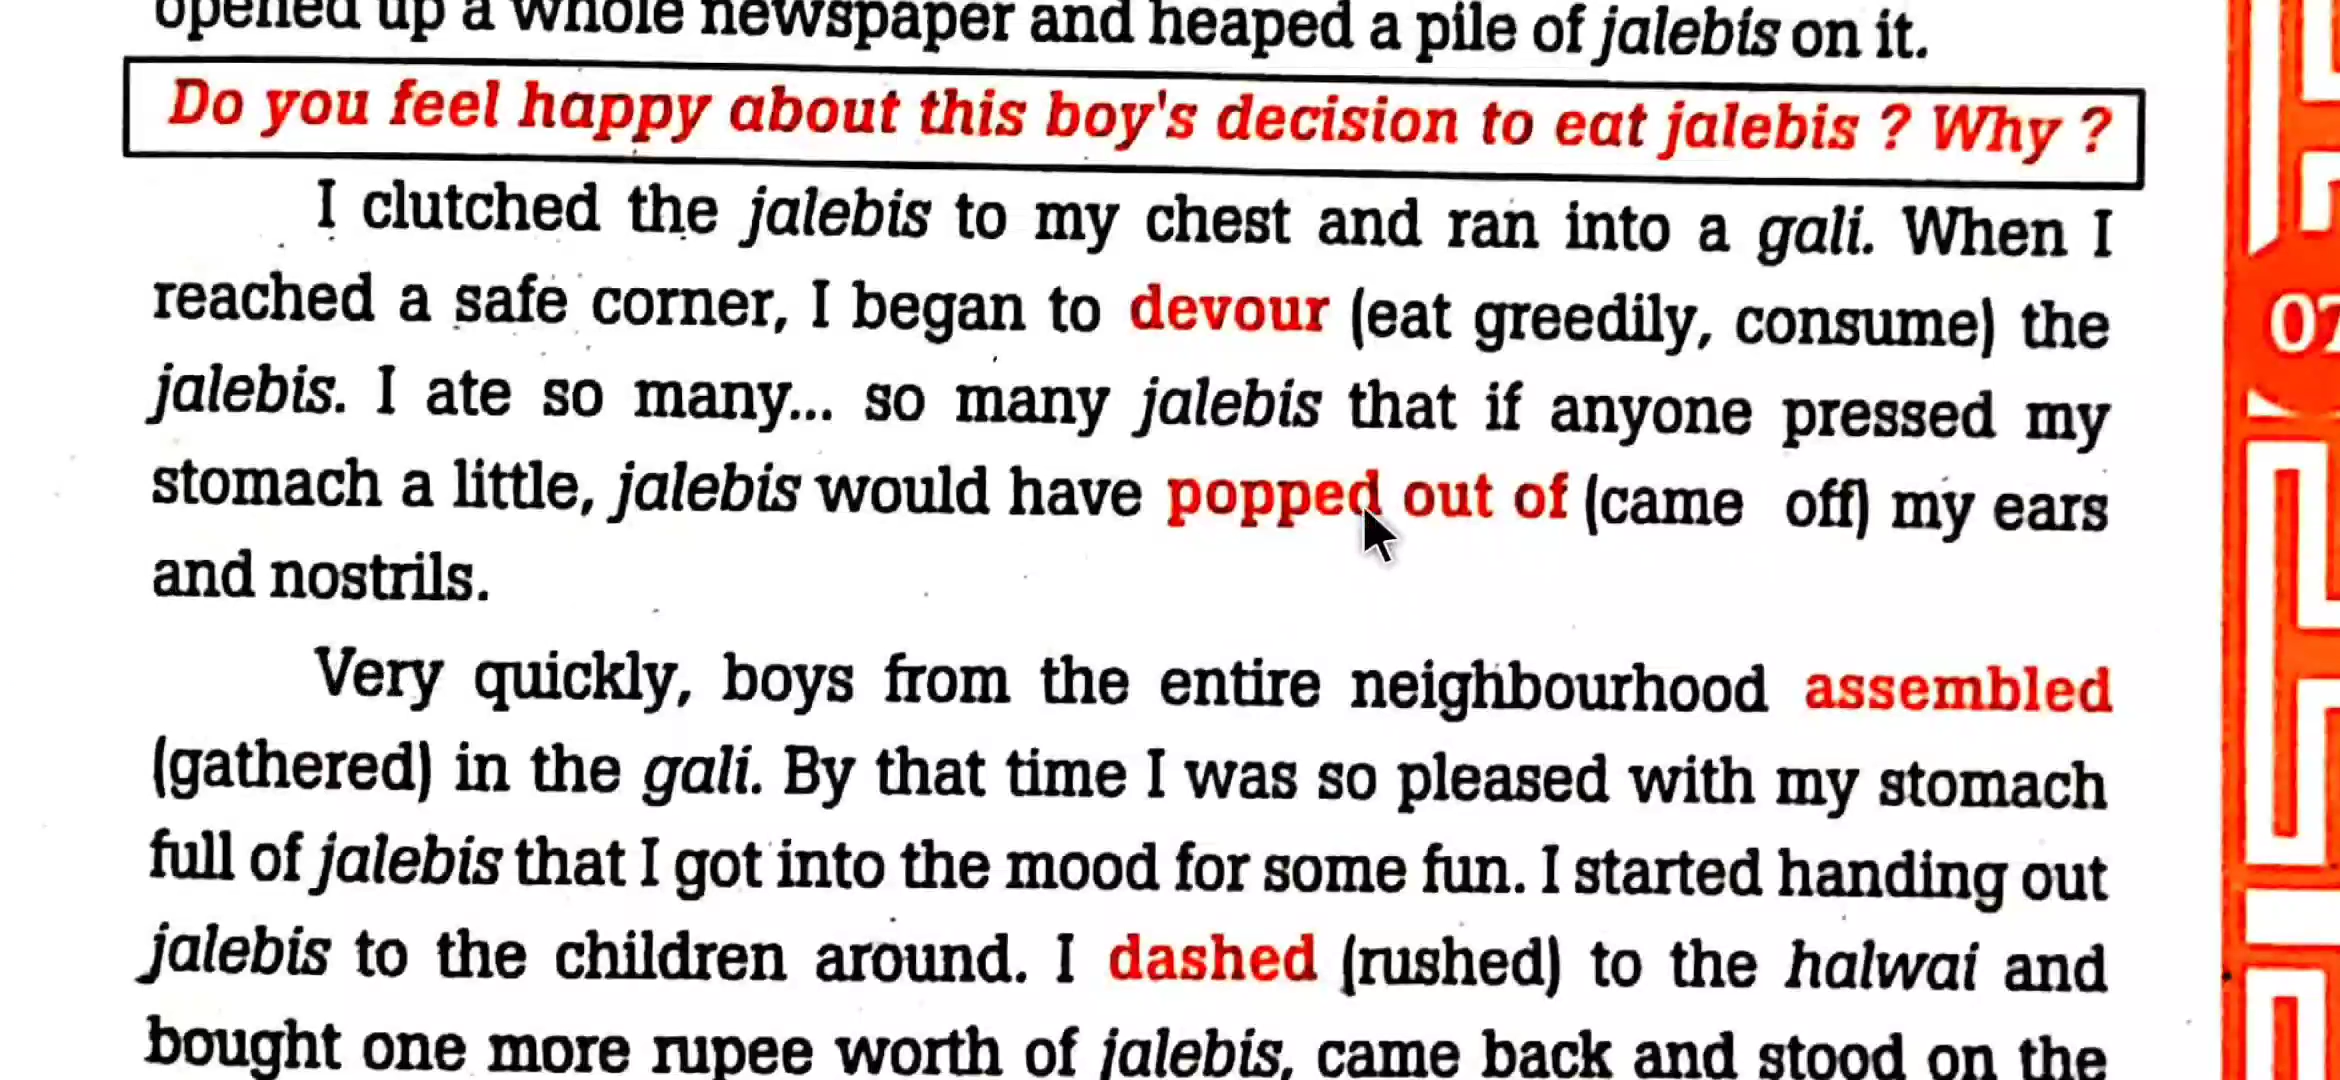 opened up a whole newspaper and heaped a pile of jalebis on it.
Do you feel happy about this boy's decision to eat jalebis ? Why ?
I clutched the jalebis to my chest and ran into a gali. When I
reached a safe corner, I began to devour (eat greedily, consume) the
jalebis. I ate so many... so many jalebis that if anyone pressed my
stomach a little, jalebis would have popped out of (came off) my ears
and nostrils.
Very quickly, boys from the entire neighbourhood assembled
(gathered) in the gali. By that time I was so pleased with my stomach
full of jalebis that I got into the mood for some fun. I started handing out
jalebis to the children around. I dashed (rushed) to the halwai and
bought one more rupee worth of jalebis, came back and stood on the
07